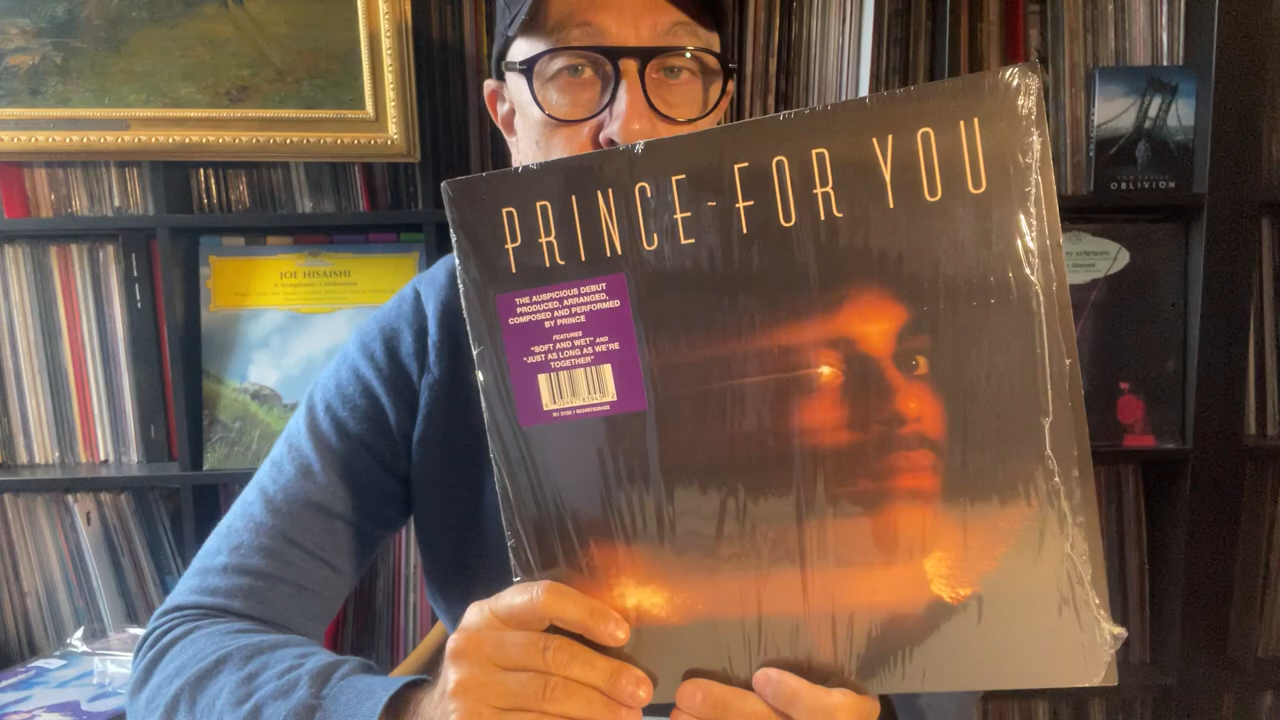 PRINCE-FOR YOU
THE AUSPICIOUS DEBUT
PRODUCED, ARRANGED,
COMPOSED AND PERFORMED
BY PRINCE
FEATURES
"SOFT AND WET" AND
"JUST AS LONG AS WE'RE
TOGETHER"
JOE HISAISHI
A Symphonic Celebration
OBLIVION